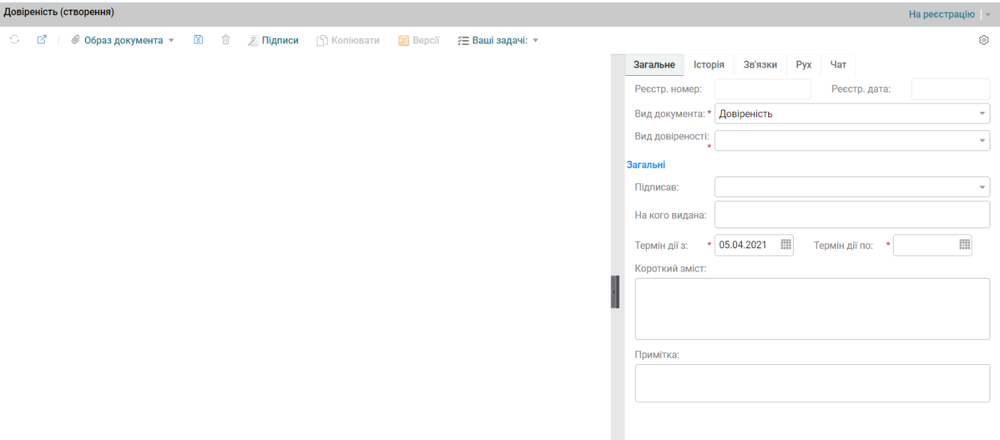 Довіреність (створення)
На реєстрацію
Образ документа
Підписи
Копіювати
Версії
Ваші задачі:
Загальне Історія Зв'язки Рух Чат
Реєстр. номер: Реєстр. дата:
Вид документа: * Довіреність
Вид довіреності:
*
Загальні
Підписав:
На кого видана:
Термін дії з: * 05.04.2021 Термін дії по: *
Короткий зміст:
Примітка: